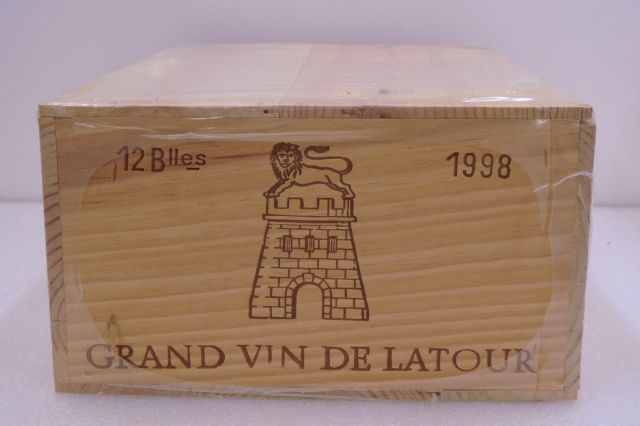 12 Blles
1998
GRAND VIN DE LATOUR